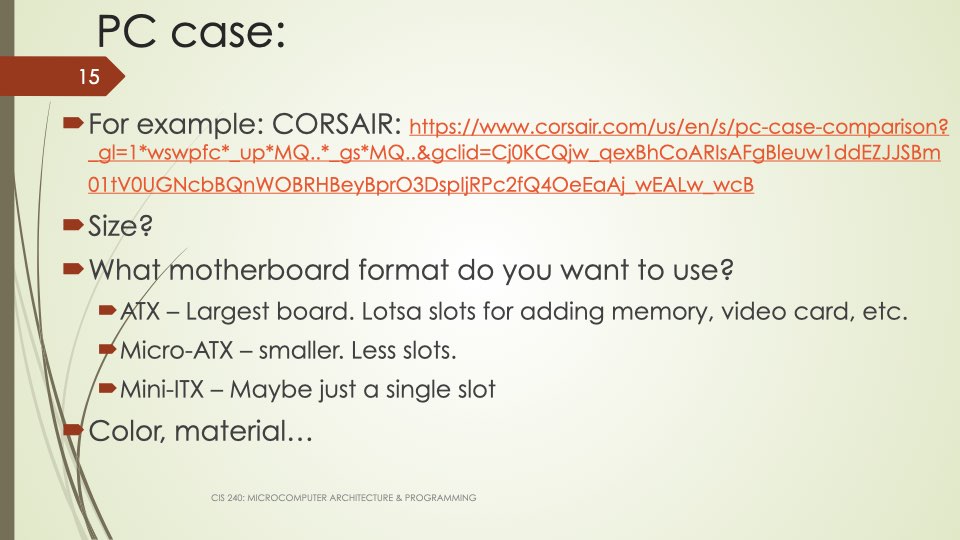 PC case:
15
For example: CORSAIR: https://www.corsair.com/us/en/s/pc-case-comparison?
_gl=1*wswpfc*_up*MQ..*_gs*MQ..&gclid=Cj0KCQjw_qexBhCoARIsAFgBleuw1ddEZJJSBm
01tV0UGNcbBQnWOBRHBeyBprO3DspIjRPc2fQ4OeEaAj_wEALw_wcB
Size?
What motherboard format do you want to use?
ATX – Largest board. Lotsa slots for adding memory, video card, etc.
Micro-ATX – smaller. Less slots.
Mini-ITX – Maybe just a single slot
Color, material…
CIS 240: MICROCOMPUTER ARCHITECTURE & PROGRAMMING